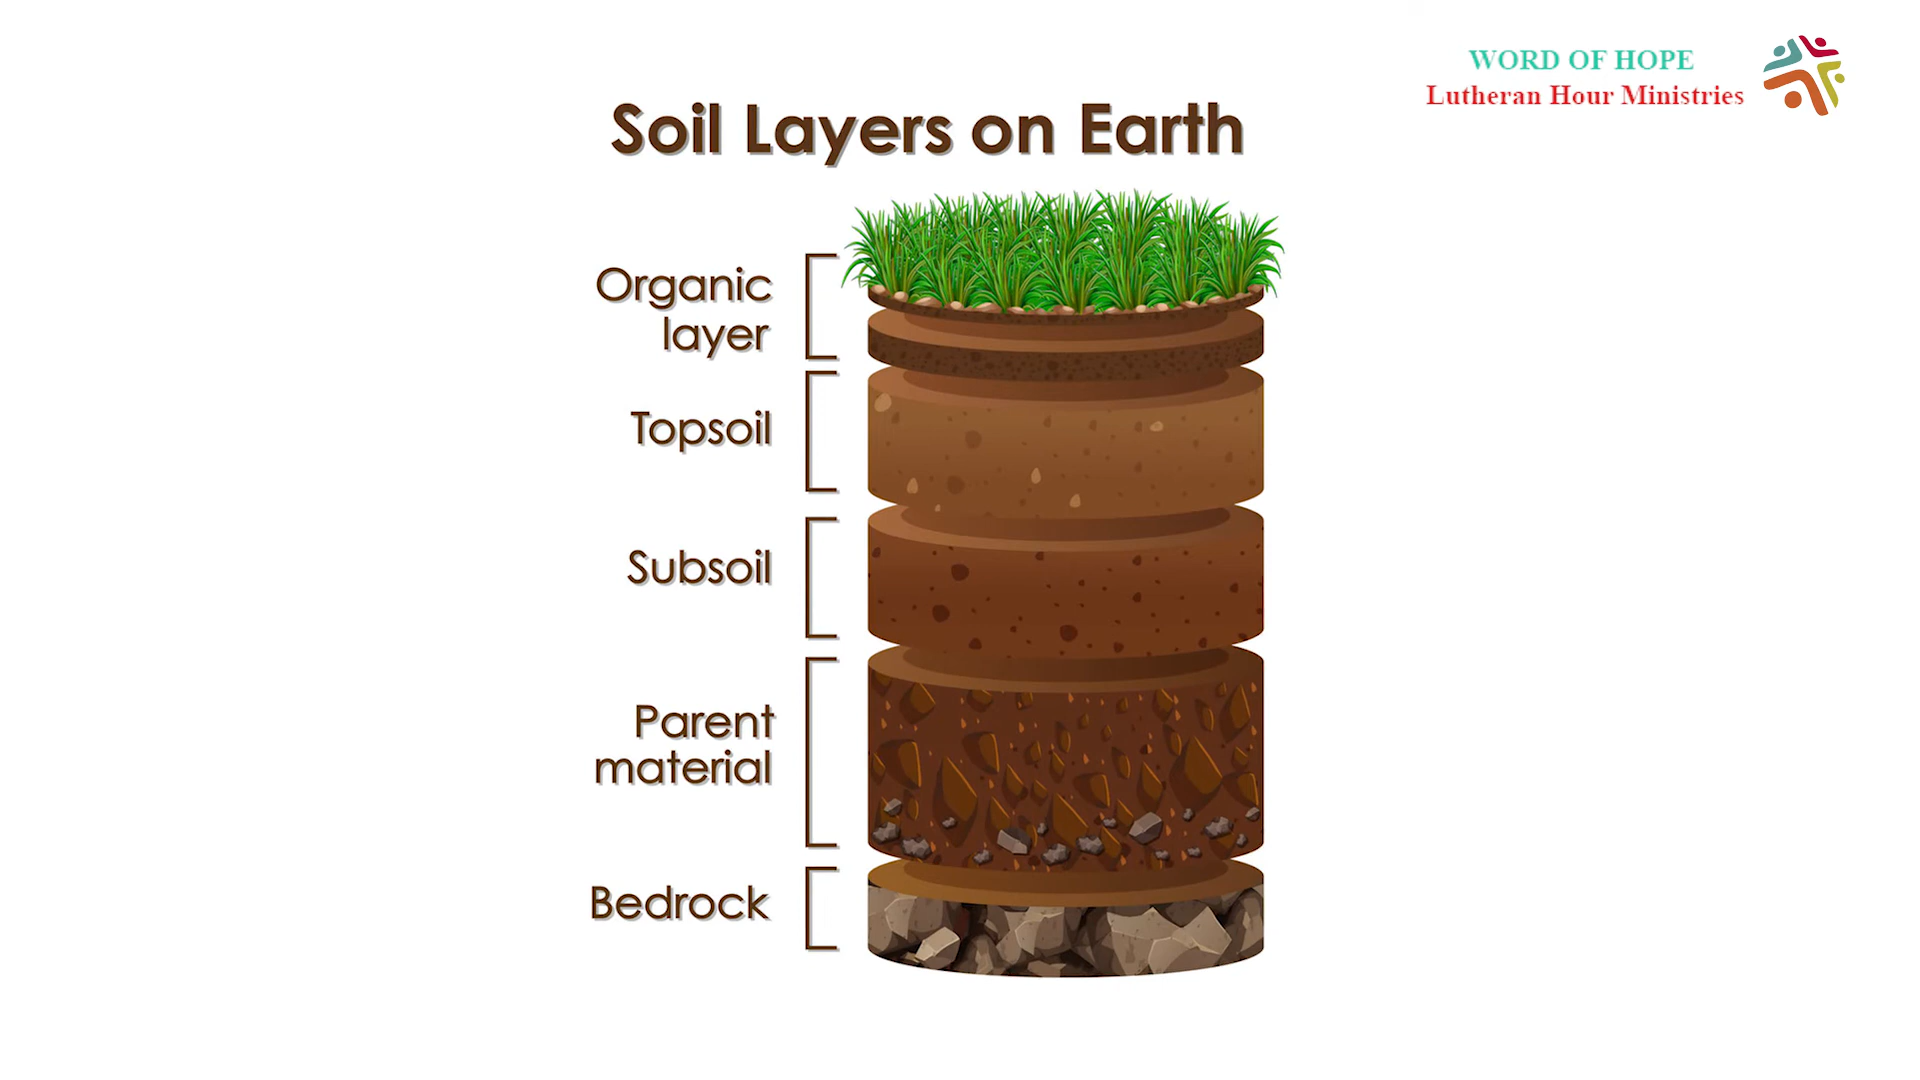 WORD OF HOPE
Lutheran Hour Ministries
Soil Layers on Earth
Organic
layer
Topsoil
Subsoil
Parent
material
Bedrock